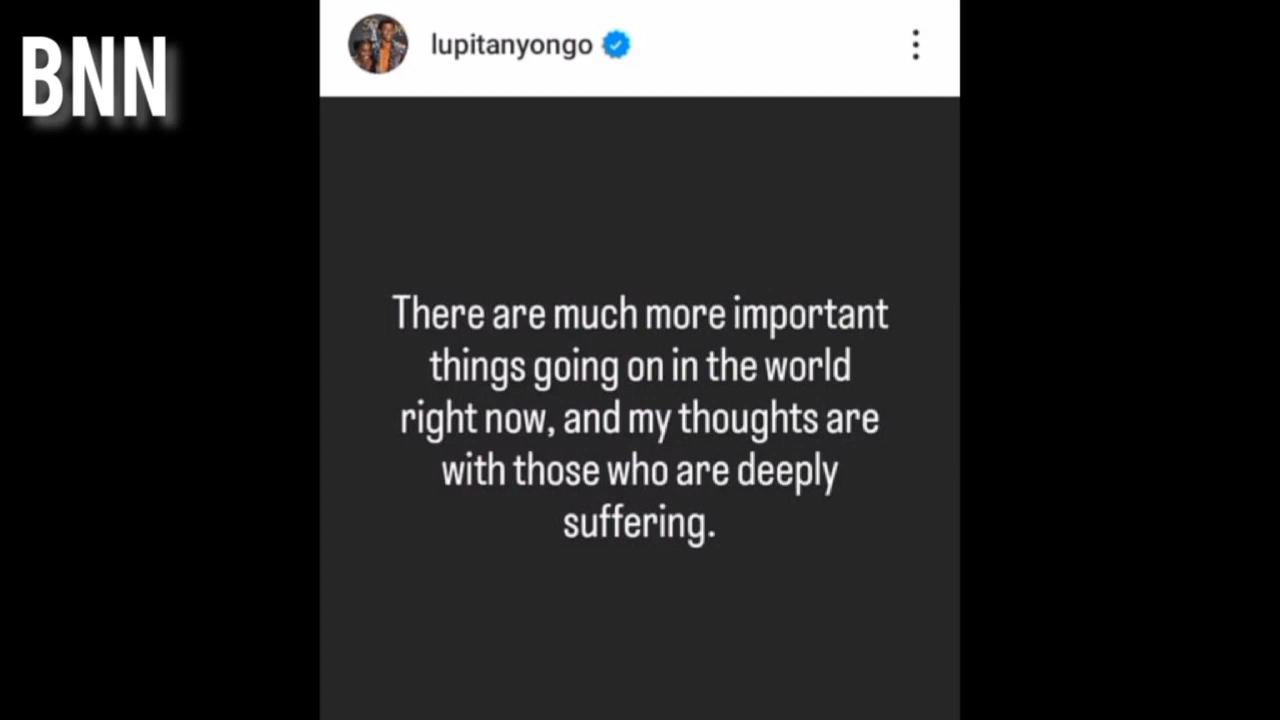 BNN
lupitanyongo
There are much more important
things going on in the world
right now, and my thoughts are
with those who are deeply
suffering.